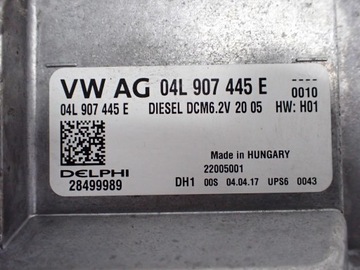 VW AG 04L 907 445 E 0010
04L 907 445 E DIESEL DCM6.2V 20 05 HW: H01
Made in HUNGARY
22005001
DELPHI
28499989 DH1 00S 04.04.17 UPS6 0043